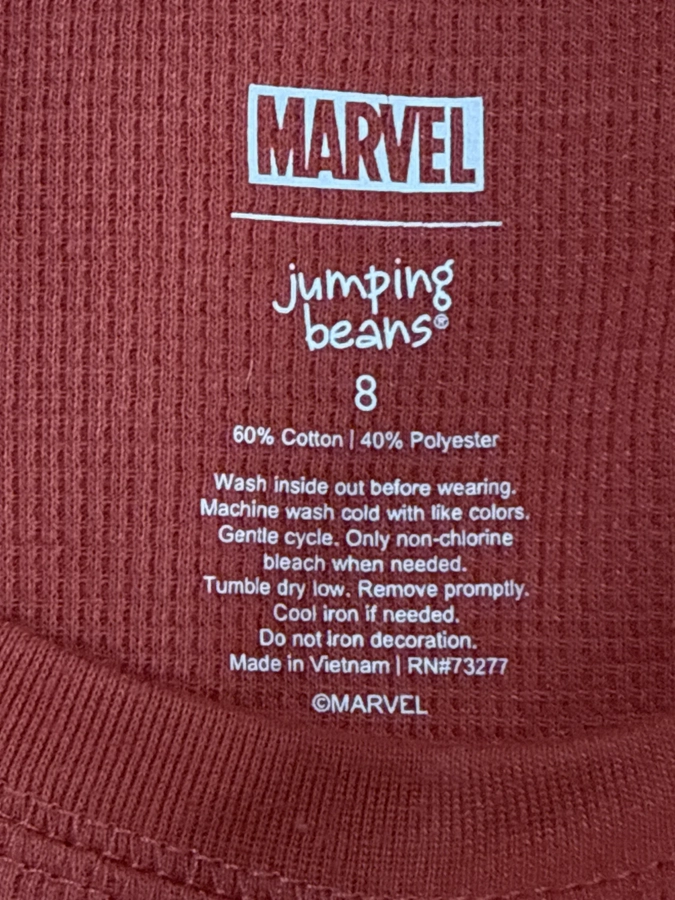 MARVEL
jumping
beans®
8
60% Cotton | 40% Polyester
Wash inside out before wearing.
Machine wash cold with like colors.
Gentle cycle. Only non-chlorine
bleach when needed.
Tumble dry low. Remove promptly.
Cool iron if needed.
Do not iron decoration.
Made in Vietnam | RN#73277
©MARVEL